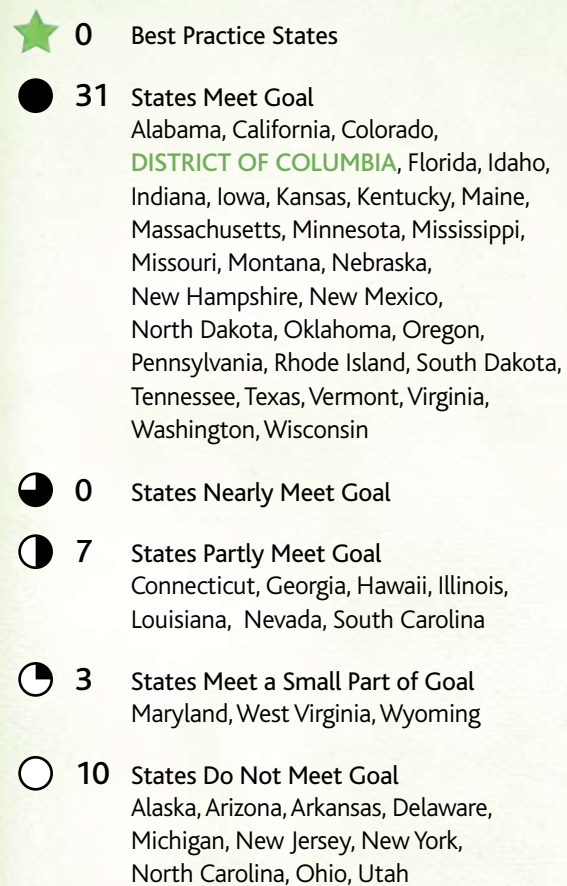 0 Best Practice States
31 States Meet Goal
Alabama, California, Colorado,
DISTRICT OF COLUMBIA, Florida, Idaho,
Indiana, Iowa, Kansas, Kentucky, Maine,
Massachusetts, Minnesota, Mississippi,
Missouri, Montana, Nebraska,
New Hampshire, New Mexico,
North Dakota, Oklahoma, Oregon,
Pennsylvania, Rhode Island, South Dakota,
Tennessee, Texas, Vermont, Virginia,
Washington, Wisconsin
0 States Nearly Meet Goal
7 States Partly Meet Goal
Connecticut, Georgia, Hawaii, Illinois,
Louisiana, Nevada, South Carolina
3 States Meet a Small Part of Goal
Maryland, West Virginia, Wyoming
10 States Do Not Meet Goal
Alaska, Arizona, Arkansas, Delaware,
Michigan, New Jersey, New York,
North Carolina, Ohio, Utah